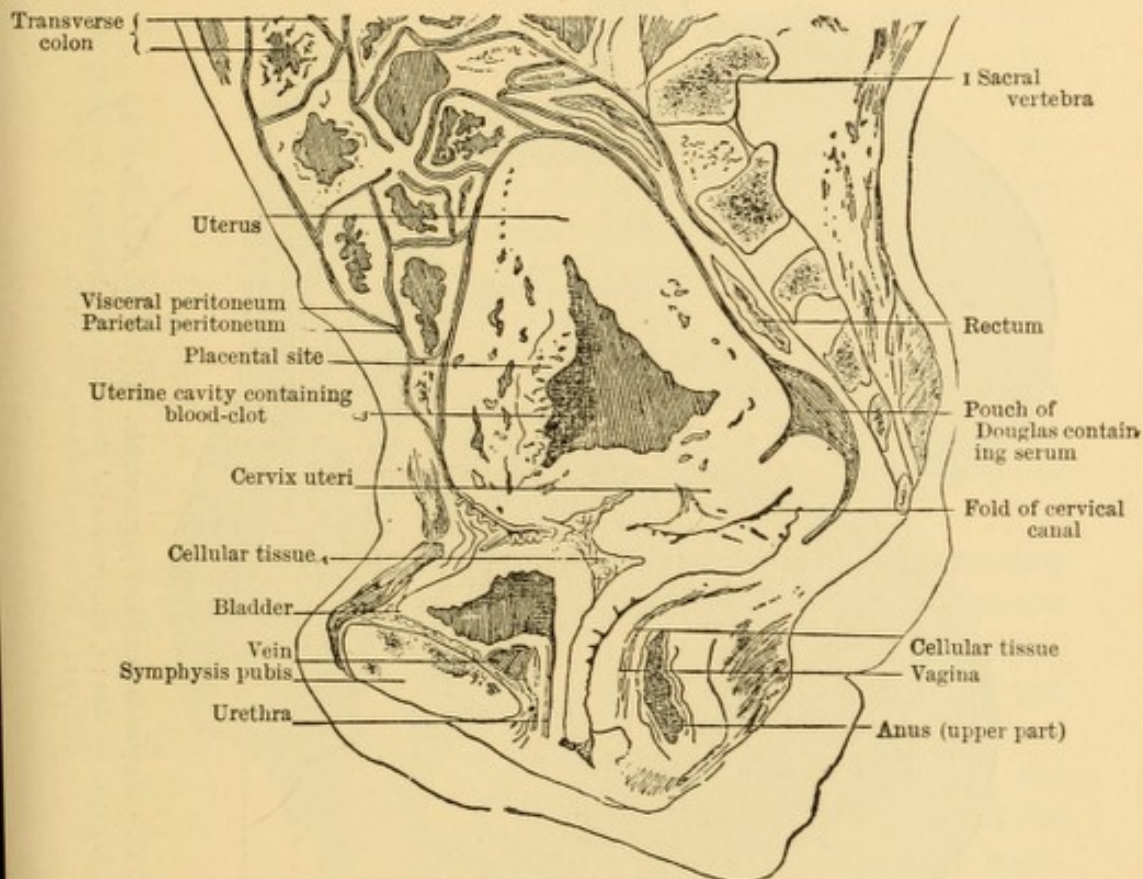 Transverse
colon
Uterus
Visceral peritoneum
Parietal peritoneum
Placental site
Uterine cavity containing
blood-clot
Cervix uteri
Cellular tissue
Bladder
Vein
Symphysis pubis
Urethra
I Sacral
vertebra
Rectum
Pouch of
Douglas contain-
ing serum
Fold of cervical
canal
Cellular tissue
Vagina
Anus (upper part)